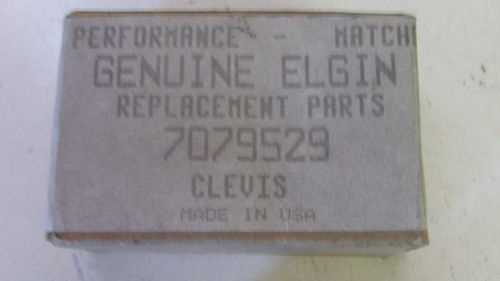 PERFORMANCE - MATCH
GENUINE ELGIN
REPLACEMENT PARTS
7079529
CLEVIS
MADE IN USA